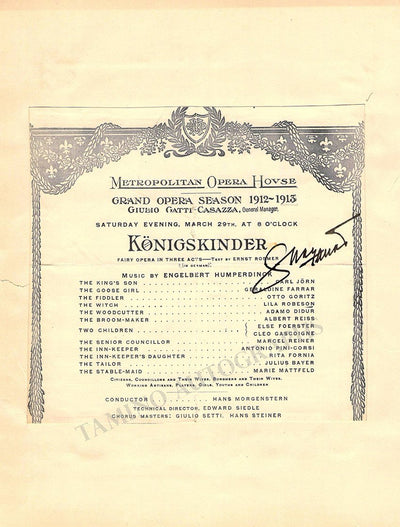 METROPOLITAN OPERA HOVSE
GRAND OPERA SEASON 1912~1913
GIULIO GATTI-CASAZZA, General Manager.
SATURDAY EVENING, MARCH 29TH, AT 8 O'CLOCK
KÖNIGSKINDER
FAIRY OPERA IN THREE ACTS—TEXT BY ERNST ROSMER
(IN GERMAN)
MUSIC BY ENGELBERT HUMPERDINCK
THE KING'S SON CARL JÖRN
THE GOOSE GIRL GERALDINE FARRAR
THE FIDDLER OTTO GORITZ
THE WITCH LILA ROBESON
THE WOODCUTTER ADAMO DIDUR
THE BROOM-MAKER ALBERT REISS
TWO CHILDREN { ELSE FOERSTER
CLEO GASCOIGNE
THE SENIOR COUNCILLOR MARCEL REINER
THE INN-KEEPER ANTONIO PINI-CORSI
THE INN-KEEPER'S DAUGHTER RITA FORNIA
THE TAILOR JULIUS BAYER
THE STABLE-MAID MARIE MATTFELD
CITIZENS, COUNCILLORS AND THEIR WIVES, BURGHERS AND THEIR WIVES,
WORKING ARTISANS, PLAYERS, GIRLS, YOUTHS AND CHILDREN
CONDUCTOR HANS MORGENSTERN
TECHNICAL DIRECTOR, EDWARD SIEDLE
CHORUS MASTERS: GIULIO SETTI, HANS STEINER
TAMINO AUTOGRAPHS